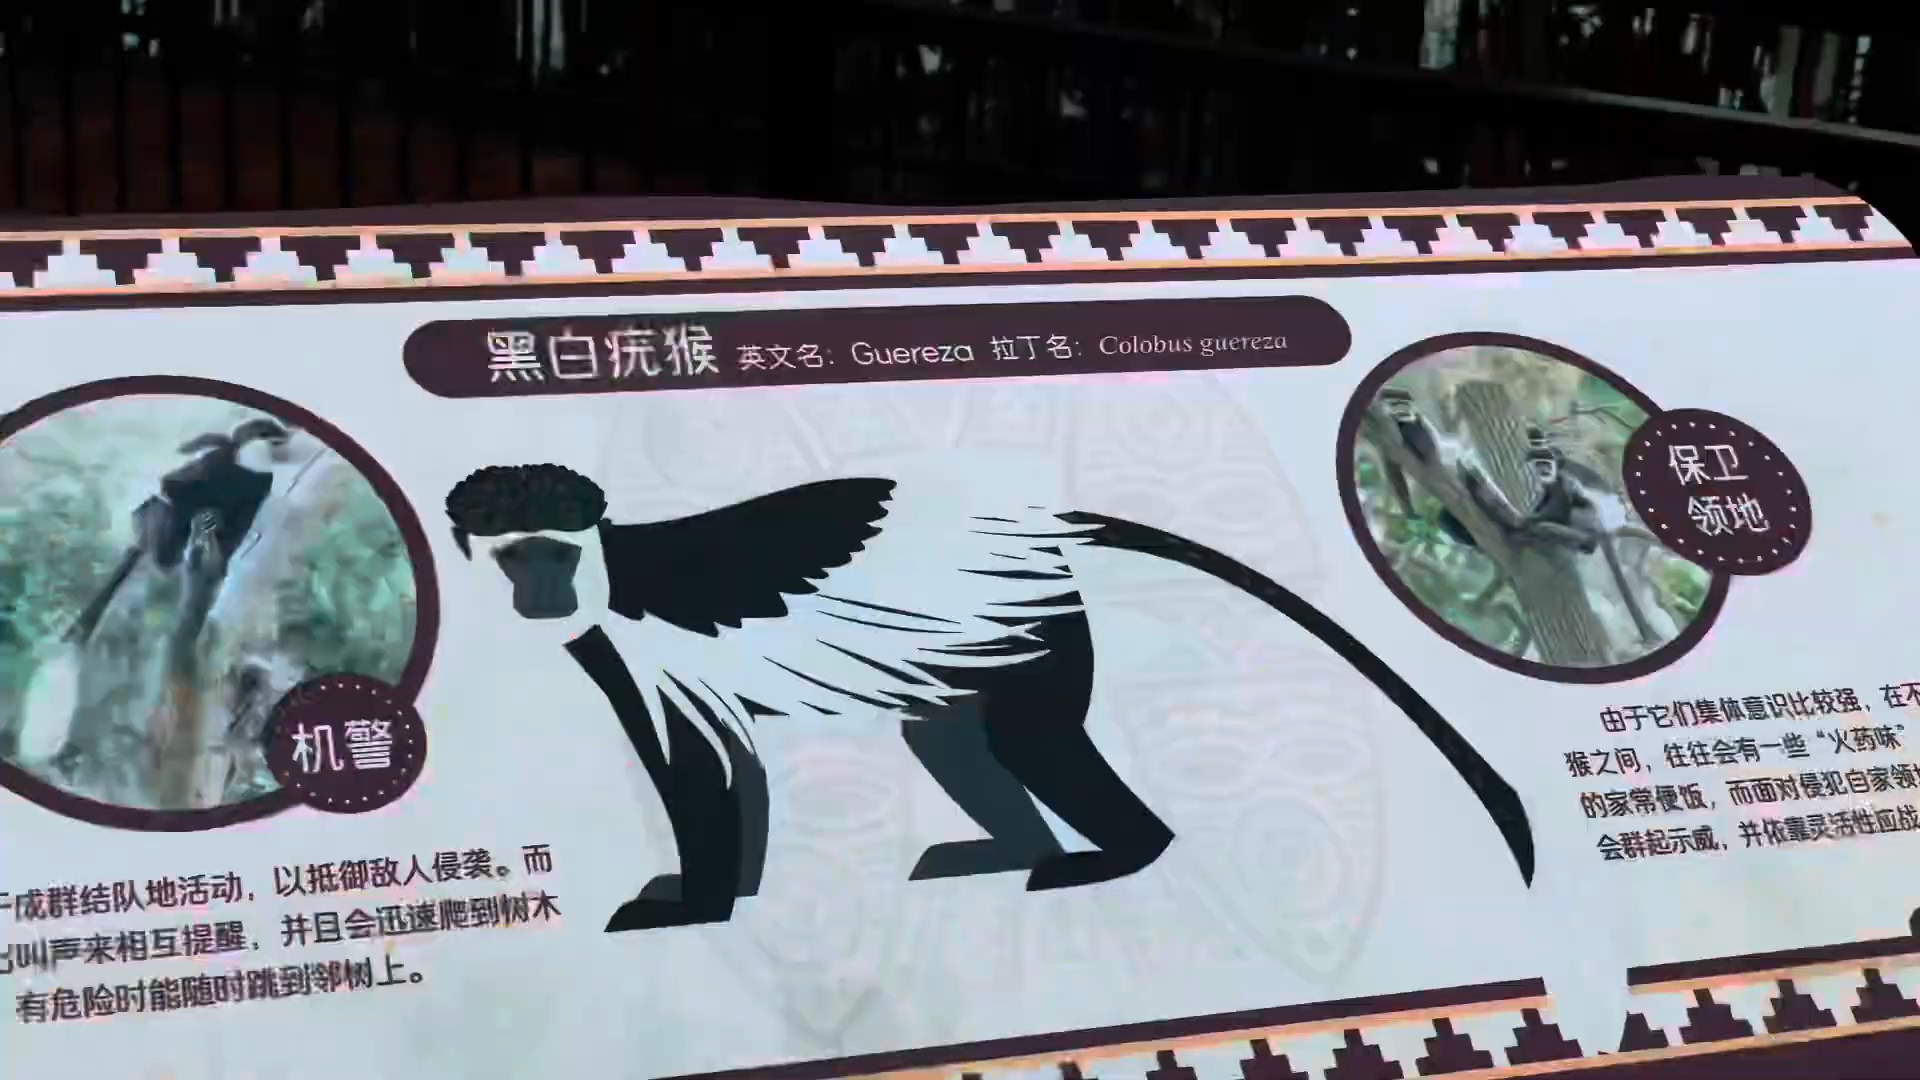 黑白疣猴 英文名：Guereza 拉丁名：Colobus guereza
机警
成群结队地活动，以抵御敌人侵袹。而
叫声来相互提醒，并且会迅速爬到树木
有危险时能随时跳到邻树上。
保卫
领地
由于它们集体意识比较强，在不
猴之间，往往会有一些“火药味”
的家常便饭，而面对侵犯自家领地
会群起示威，并依靠灵活性应战